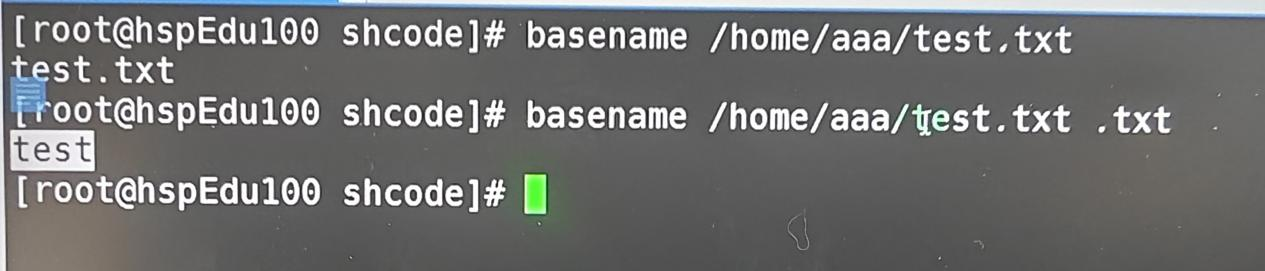 [root@hspEdu100 shcode]# basename /home/aaa/test.txt
test.txt
[root@hspEdu100 shcode]# basename /home/aaa/test.txt .txt
test
[root@hspEdu100 shcode]#